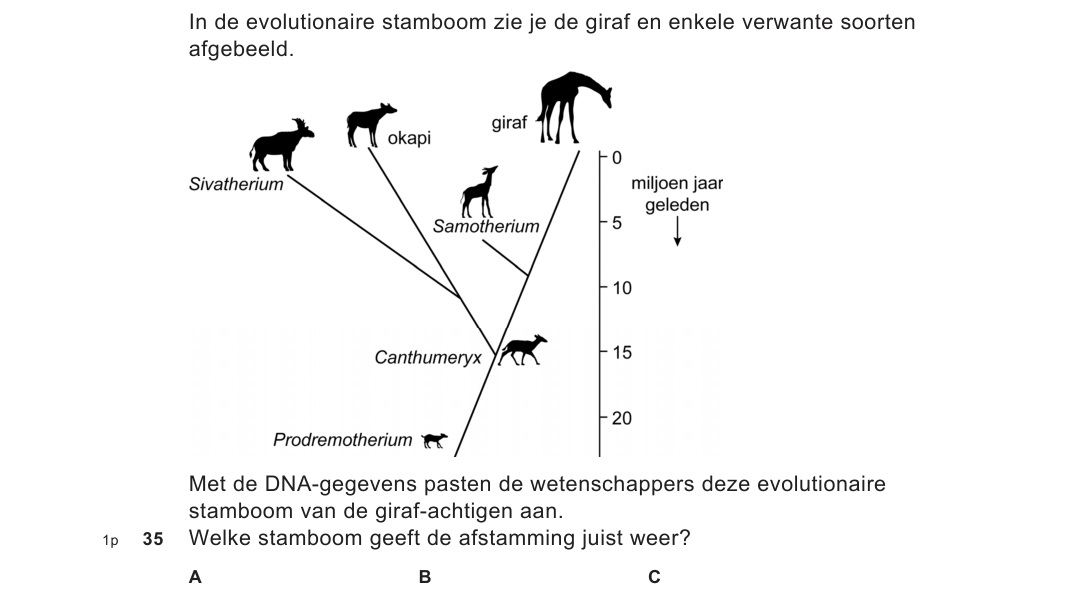 In de evolutionaire stamboom zie je de giraf en enkele verwante soorten
afgebeeld.
giraf
okapi
0
Sivatherium
miljoen jaar
geleden
Samotherium
5
10
Canthumeryx
15
20
Prodremotherium
Met de DNA-gegevens pasten de wetenschappers deze evolutionaire
stamboom van de giraf-achtigen aan.
1p 35 Welke stamboom geeft de afstamming juist weer?
A B C